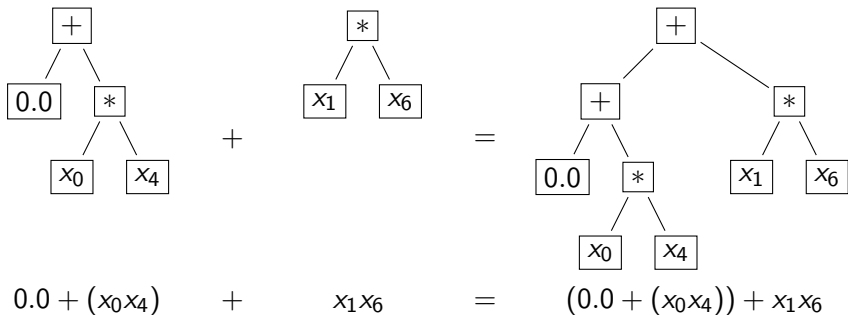 + * +
0.0 * x₁ x₆ + *
+ =
x₀ x₄ 0.0 * x₁ x₆
x₀ x₄
0.0 + (x₀x₄) + x₁x₆ = (0.0 + (x₀x₄)) + x₁x₆